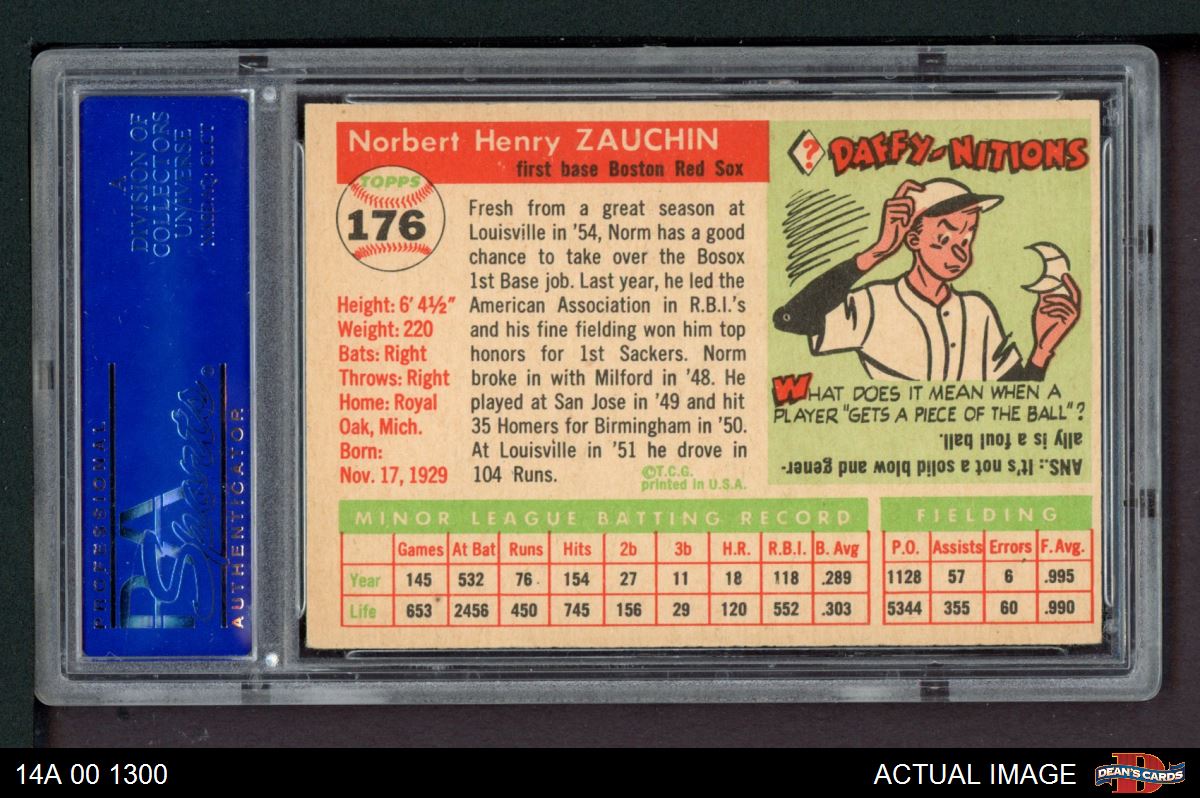 A
DIVISION OF
COLLECTORS
UNIVERSE
NASDAQ: CLCT
PROFESSIONAL
PSA
Sports
AUTHENTICATOR
Norbert Henry ZAUCHIN
first base Boston Red Sox
TOPPS
176
Height: 6' 4½"
Weight: 220
Bats: Right
Throws: Right
Home: Royal
Oak, Mich.
Born:
Nov. 17, 1929
Fresh from a great season at
Louisville in '54, Norm has a good
chance to take over the Bosox
1st Base job. Last year, he led the
American Association in R.B.I.'s
and his fine fielding won him top
honors for 1st Sackers. Norm
broke in with Milford in '48. He
played at San Jose in '49 and hit
35 Homers for Birmingham in '50.
At Louisville in '51 he drove in
104 Runs.
©T.C.G.
printed in U.S.A.
? DAFFY-NITIONS
WHAT DOES IT MEAN WHEN A
PLAYER "GETS A PIECE OF THE BALL"?
ANS.: It's not a solid blow and gener-
ally is a foul ball.
MINOR LEAGUE BATTING RECORD
Games At Bat Runs Hits 2b 3b H.R. R.B.I. B. Avg
Year 145 532 76 154 27 11 18 118 .289
Life 653 2456 450 745 156 29 120 552 .303
FIELDING
P.O. Assists Errors F. Avg.
1128 57 6 .995
5344 355 60 .990
14A 00 1300
ACTUAL IMAGE
D
DEAN'S CARDS